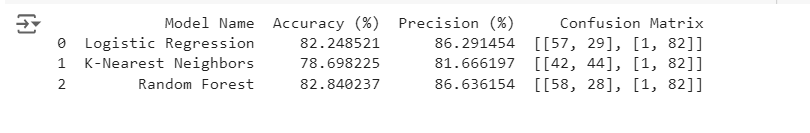 Model Name Accuracy (%) Precision (%) Confusion Matrix
0 Logistic Regression 82.248521 86.291454 [[57, 29], [1, 82]]
1 K-Nearest Neighbors 78.698225 81.666197 [[42, 44], [1, 82]]
2 Random Forest 82.840237 86.636154 [[58, 28], [1, 82]]